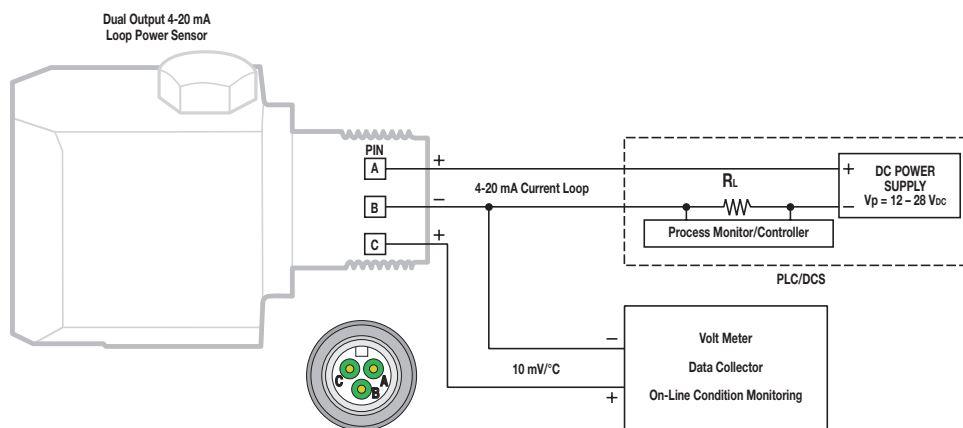 Dual Output 4-20 mA
Loop Power Sensor
PIN
A
+
B
−
C
+
4-20 mA Current Loop
RL
Process Monitor/Controller
+
−
DC POWER
SUPPLY
Vp = 12 – 28 VDC
PLC/DCS
C
A
B
10 mV/°C
−
+
Volt Meter
Data Collector
On-Line Condition Monitoring